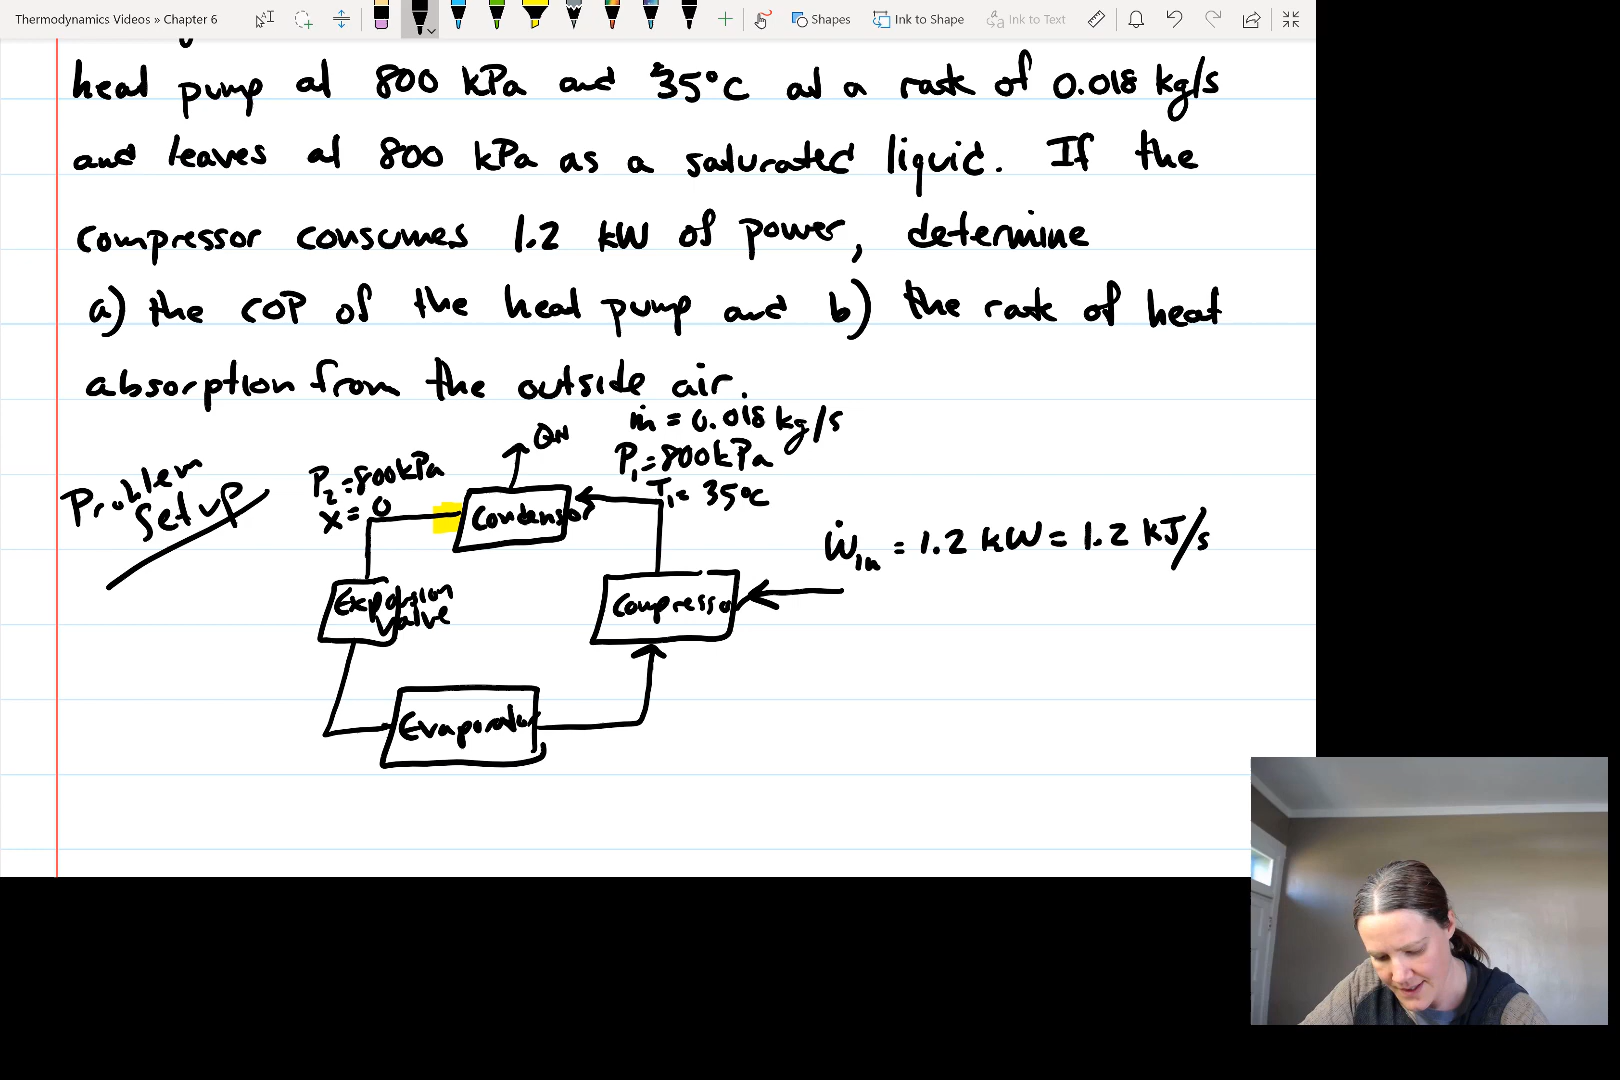 Thermodynamics Videos » Chapter 6
Shapes
Ink to Shape
Ink to Text
heat pump at 800 kPa and 35°C at a rate of 0.018 kg/s
and leaves at 800 kPa as a saturated liquid. If the
compressor consumes 1.2 kW of power, determine
a) the COP of the heat pump and b) the rate of heat
absorption from the outside air.
ṁ = 0.018 kg/s
QH
P₁ = 800 kPa
T₁ = 35°C
P₂ = 800 kPa
x = 0
Problem
Set up
Condensor
Ẇin = 1.2 kW = 1.2 kJ/s
Expansion
Valve
Compressor
Evaporator